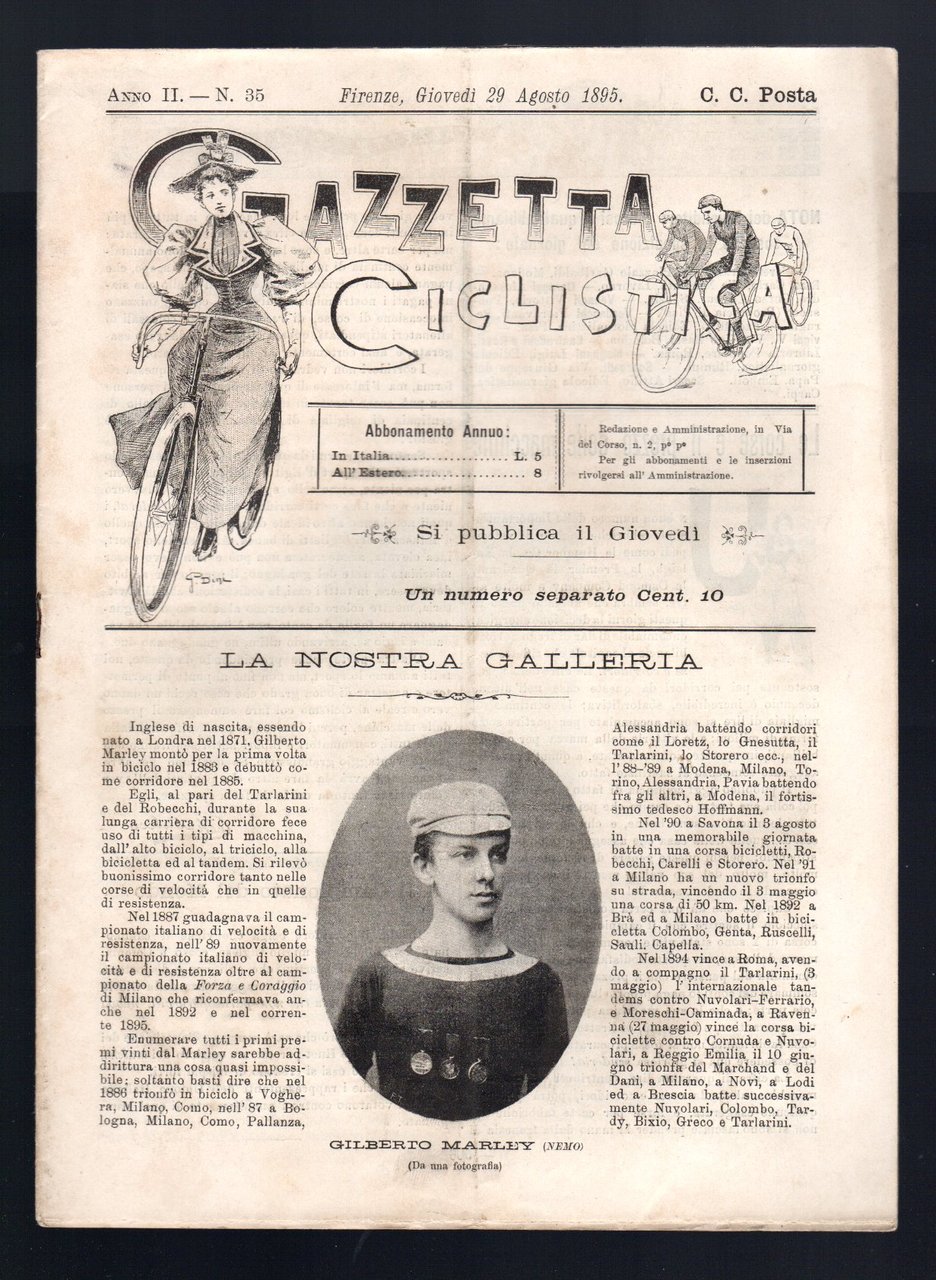 ANNO II. — N. 35
Firenze, Giovedì 29 Agosto 1895.
C. C. Posta
GAZZETTA
CICLISTICA
G. Dini
Abbonamento Annuo:
In Italia . . . . . . . . . . . . . . . . L. 5
All' Estero. . . . . . . . . . . . . . . . 8
Redazione e Amministrazione, in Via
del Corso, n. 2, pº pº
Per gli abbonamenti e le inserzioni
rivolgersi all' Amministrazione.
Si pubblica il Giovedì
Un numero separato Cent. 10
LA NOSTRA GALLERIA
Inglese di nascita, essendo
nato a Londra nel 1871, Gilberto
Marley montò per la prima volta
in biciclo nel 1883 e debuttò co-
me corridore nel 1885.
Egli, al pari del Tarlarini
e del Robecchi, durante la sua
lunga carriera di corridore fece
uso di tutti i tipi di macchina,
dall' alto biciclo, al triciclo, alla
bicicletta ed al tandem. Si rilevò
buonissimo corridore tanto nelle
corse di velocità che in quelle
di resistenza.
Nel 1887 guadagnava il cam-
pionato italiano di velocità e di
resistenza, nell' 89 nuovamente
il campionato italiano di velo-
cità e di resistenza oltre al cam-
pionato della Forza e Coraggio
di Milano che riconfermava an-
che nel 1892 e nel corren-
te 1895.
Enumerare tutti i primi pre-
mi vinti dal Marley sarebbe ad-
dirittura una cosa quasi impossi-
bile; soltanto basti dire che nel
1886 trionfò in biciclo a Voghe-
ra, Milano, Como, nell' 87 a Bo-
logna, Milano, Como, Pallanza,
GILBERTO MARLEY (NEMO)
(Da una fotografia)
Alessandria battendo corridori
come il Loretz, lo Gnesutta, il
Tarlarini, lo Storero ecc., nel-
l' 88-'89 a Modena, Milano, To-
rino, Alessandria, Pavia battendo
fra gli altri, a Modena, il fortis-
simo tedesco Hoffmann.
Nel '90 a Savona il 3 agosto
in una memorabile giornata
batte in una corsa bicicletti, Ro-
becchi, Carelli e Storero. Nel '91
a Milano ha un nuovo trionfo
su strada, vincendo il 3 maggio
una corsa di 50 km. Nel 1892 a
Brà ed a Milano batte in bici-
cletta Colombo, Genta, Ruscelli,
Sauli. Capella.
Nel 1894 vince a Roma, aven-
do a compagno il Tarlarini, (3
maggio) l' internazionale tan-
dems contro Nuvolari-Ferrario,
e Moreschi-Caminada, a Raven-
na (27 maggio) vince la corsa bi-
ciclette contro Cornuda e Nuvo-
lari, a Reggio Emilia il 10 giu-
gno trionfa del Marchand e del
Dani, a Milano, a Novi, a Lodi
ed a Brescia batte successiva-
mente Nuvolari, Colombo, Tar-
dy, Bixio, Greco e Tarlarini.